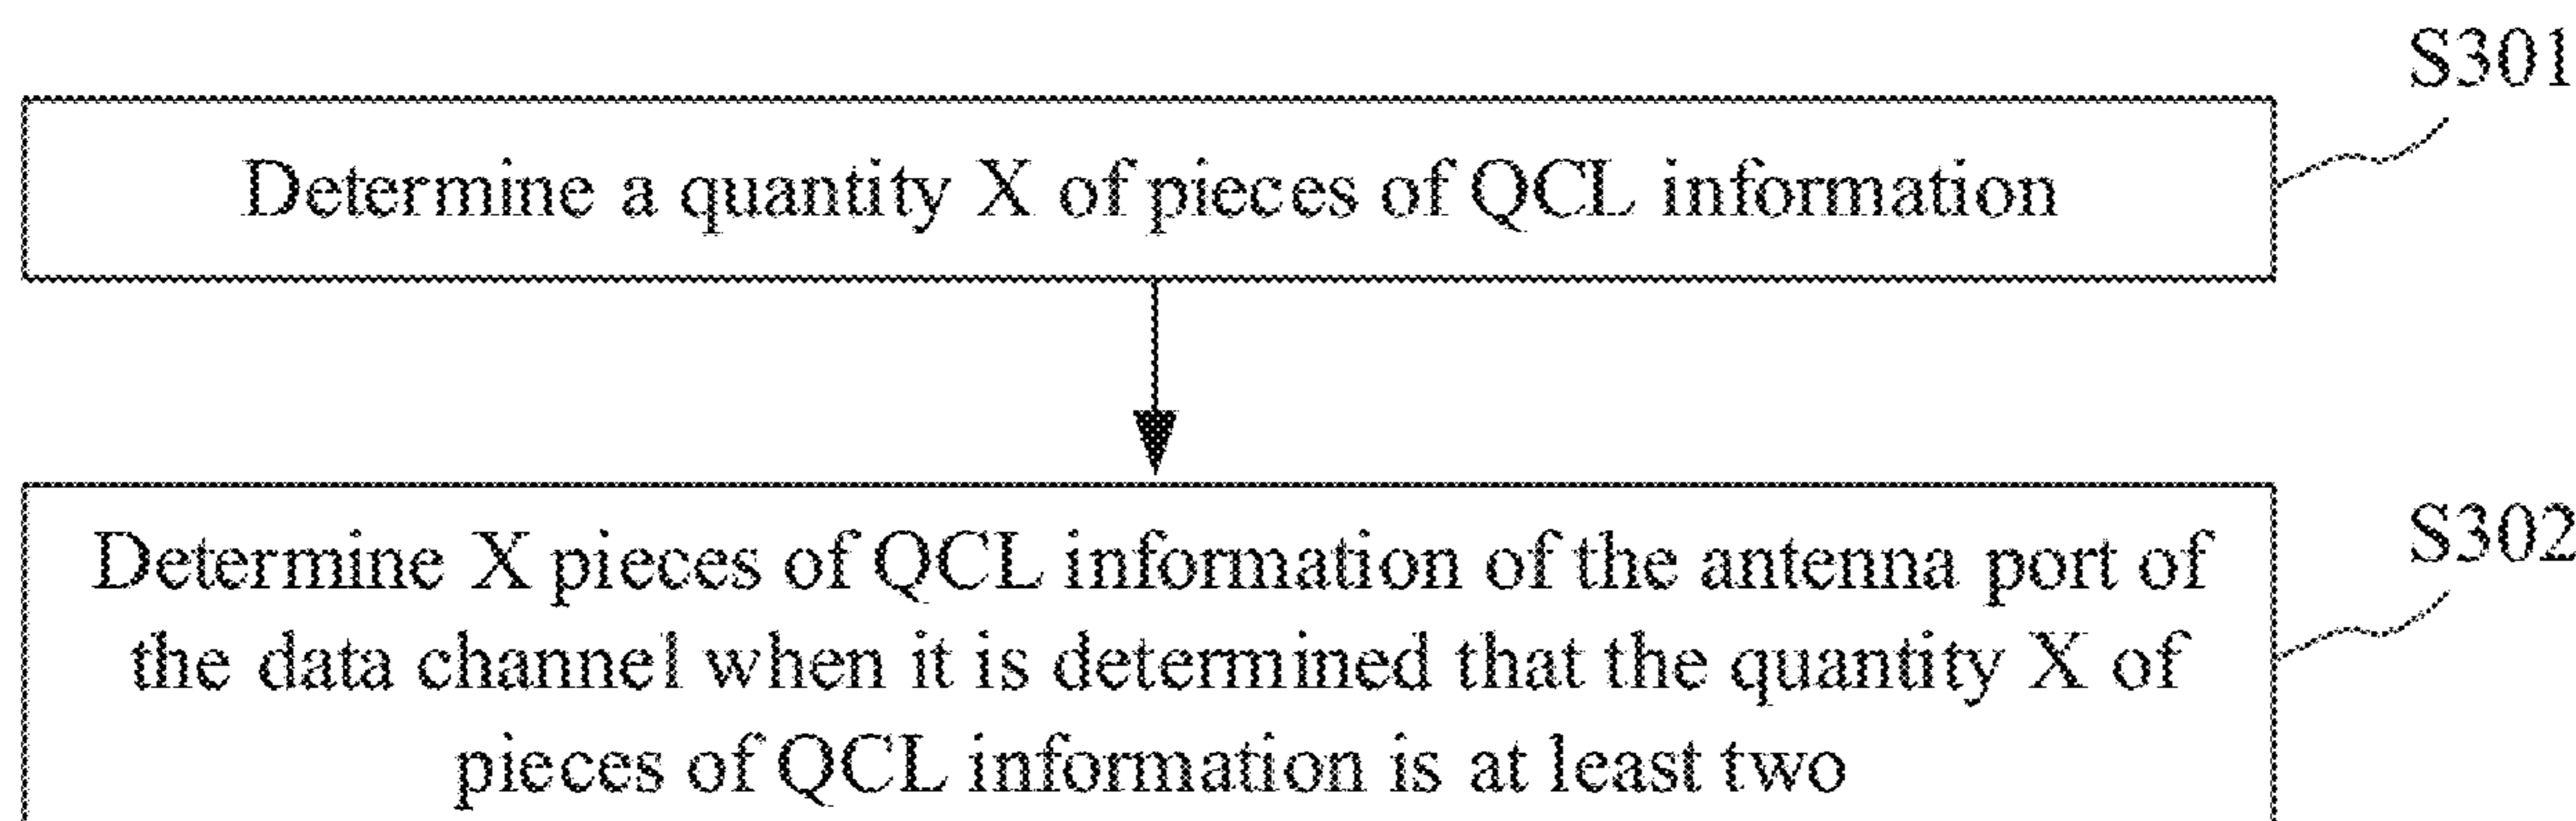 S301
Determine a quantity X of pieces of QCL information
S302
Determine X pieces of QCL information of the antenna port of
the data channel when it is determined that the quantity X of
pieces of QCL information is at least two